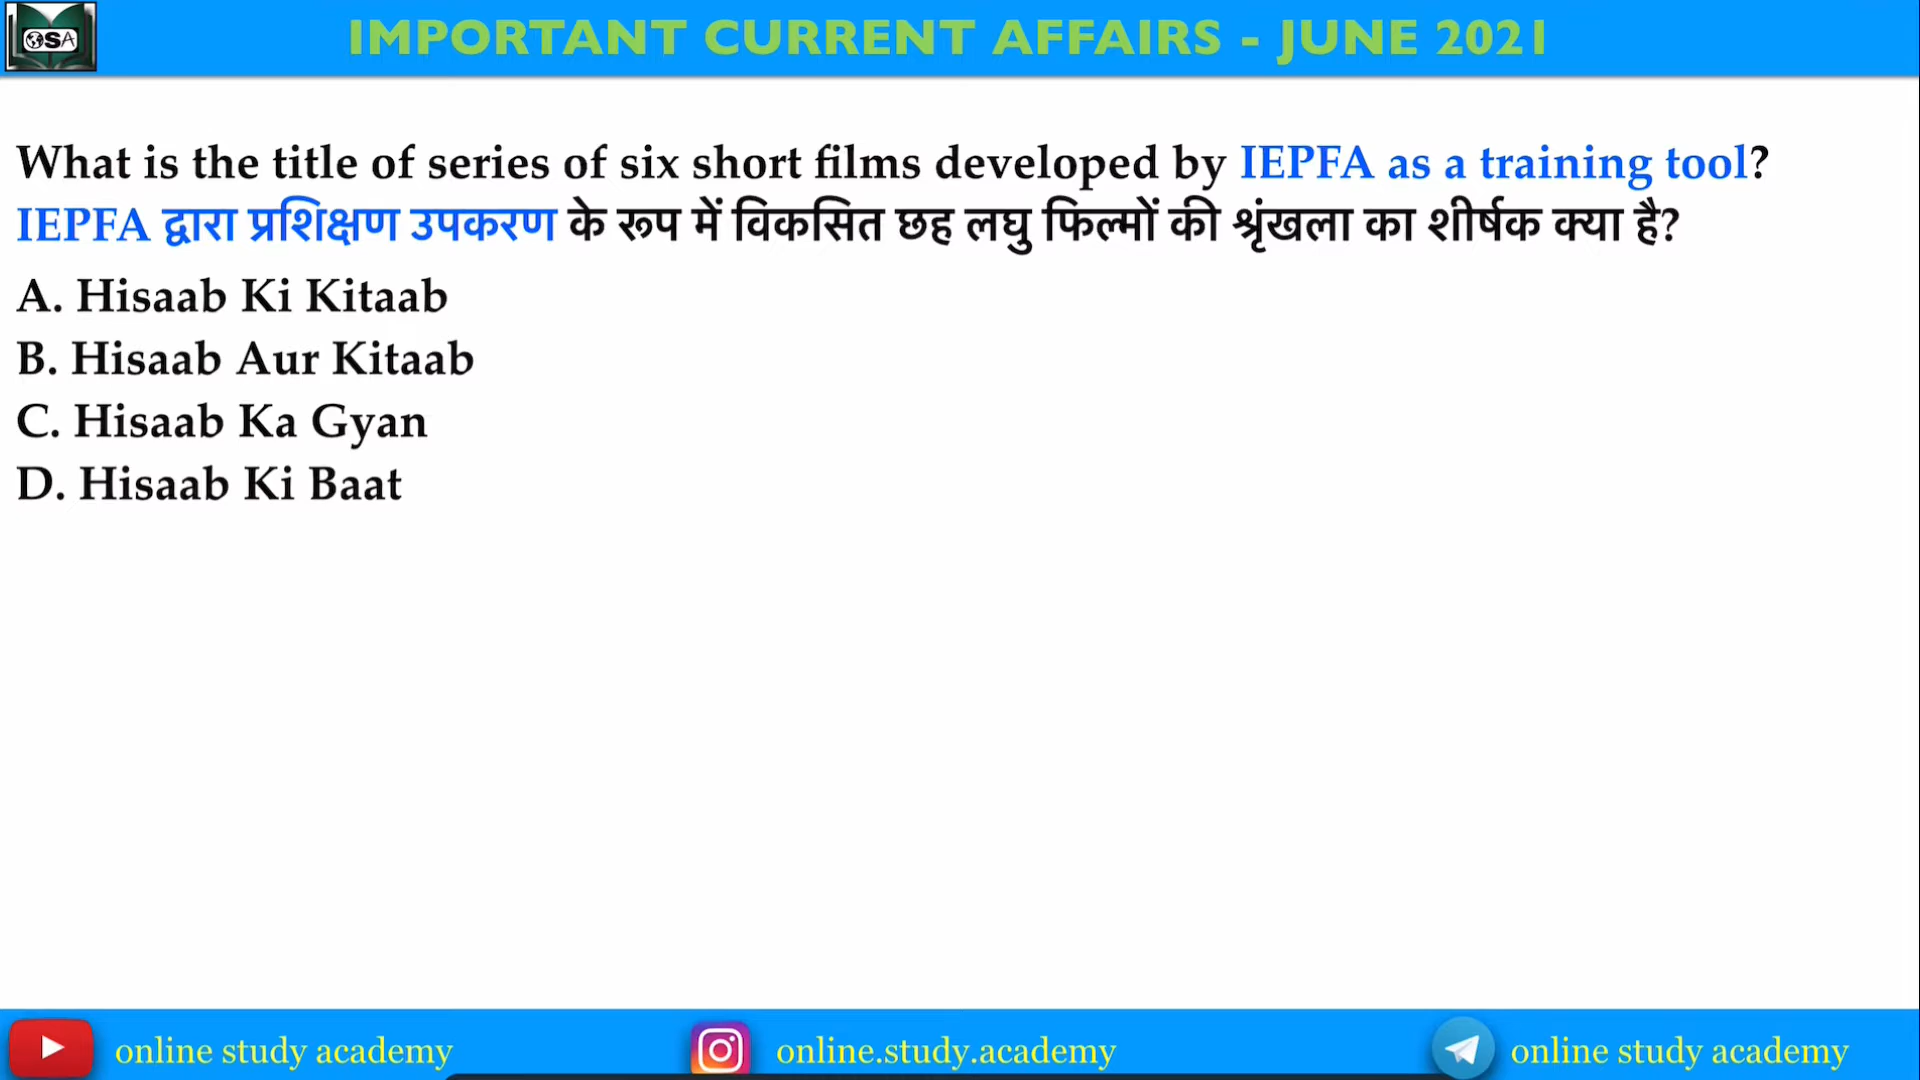 OSA
IMPORTANT CURRENT AFFAIRS - JUNE 2021
What is the title of series of six short films developed by IEPFA as a training tool?
IEPFA द्वारा प्रशिक्षण उपकरण के रूप में विकसित छह लघु फिल्मों की श्रृंखला का शीर्षक क्या है?
A. Hisaab Ki Kitaab
B. Hisaab Aur Kitaab
C. Hisaab Ka Gyan
D. Hisaab Ki Baat
online study academy
online.study.academy
online study academy